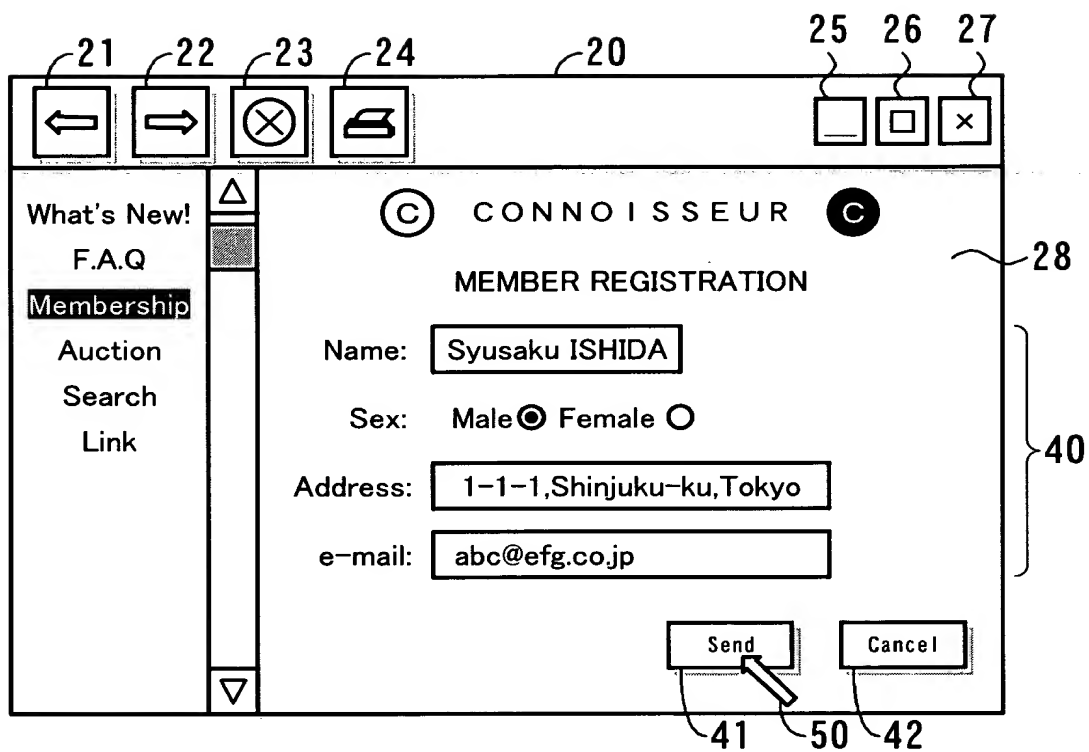 21 22 23 24 20 25 26 27
What's New!
F.A.Q
Membership
Auction
Search
Link
C CONNOISSEUR C
28
MEMBER REGISTRATION
Name: Syusaku ISHIDA
Sex: Male Female
Address: 1-1-1,Shinjuku-ku,Tokyo
e-mail: abc@efg.co.jp
40
Send Cancel
41 50 42